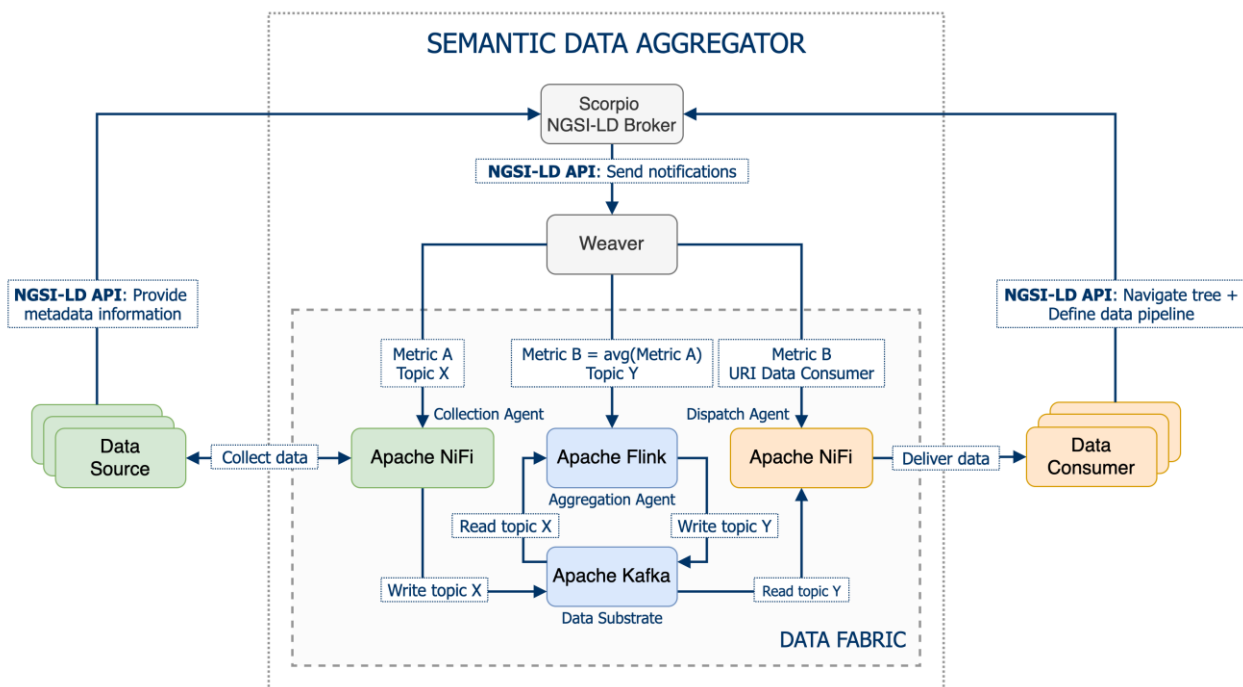 SEMANTIC DATA AGGREGATOR
Scorpio
NGSI-LD Broker
NGSI-LD API: Send notifications
Weaver
NGSI-LD API: Provide
metadata information
NGSI-LD API: Navigate tree +
Define data pipeline
Metric A
Topic X
Metric B = avg(Metric A)
Topic Y
Metric B
URI Data Consumer
Collection Agent
Dispatch Agent
Data
Source
Collect data
Apache NiFi
Apache Flink
Apache NiFi
Deliver data
Data
Consumer
Aggregation Agent
Read topic X
Write topic Y
Apache Kafka
Write topic X
Read topic Y
Data Substrate
DATA FABRIC